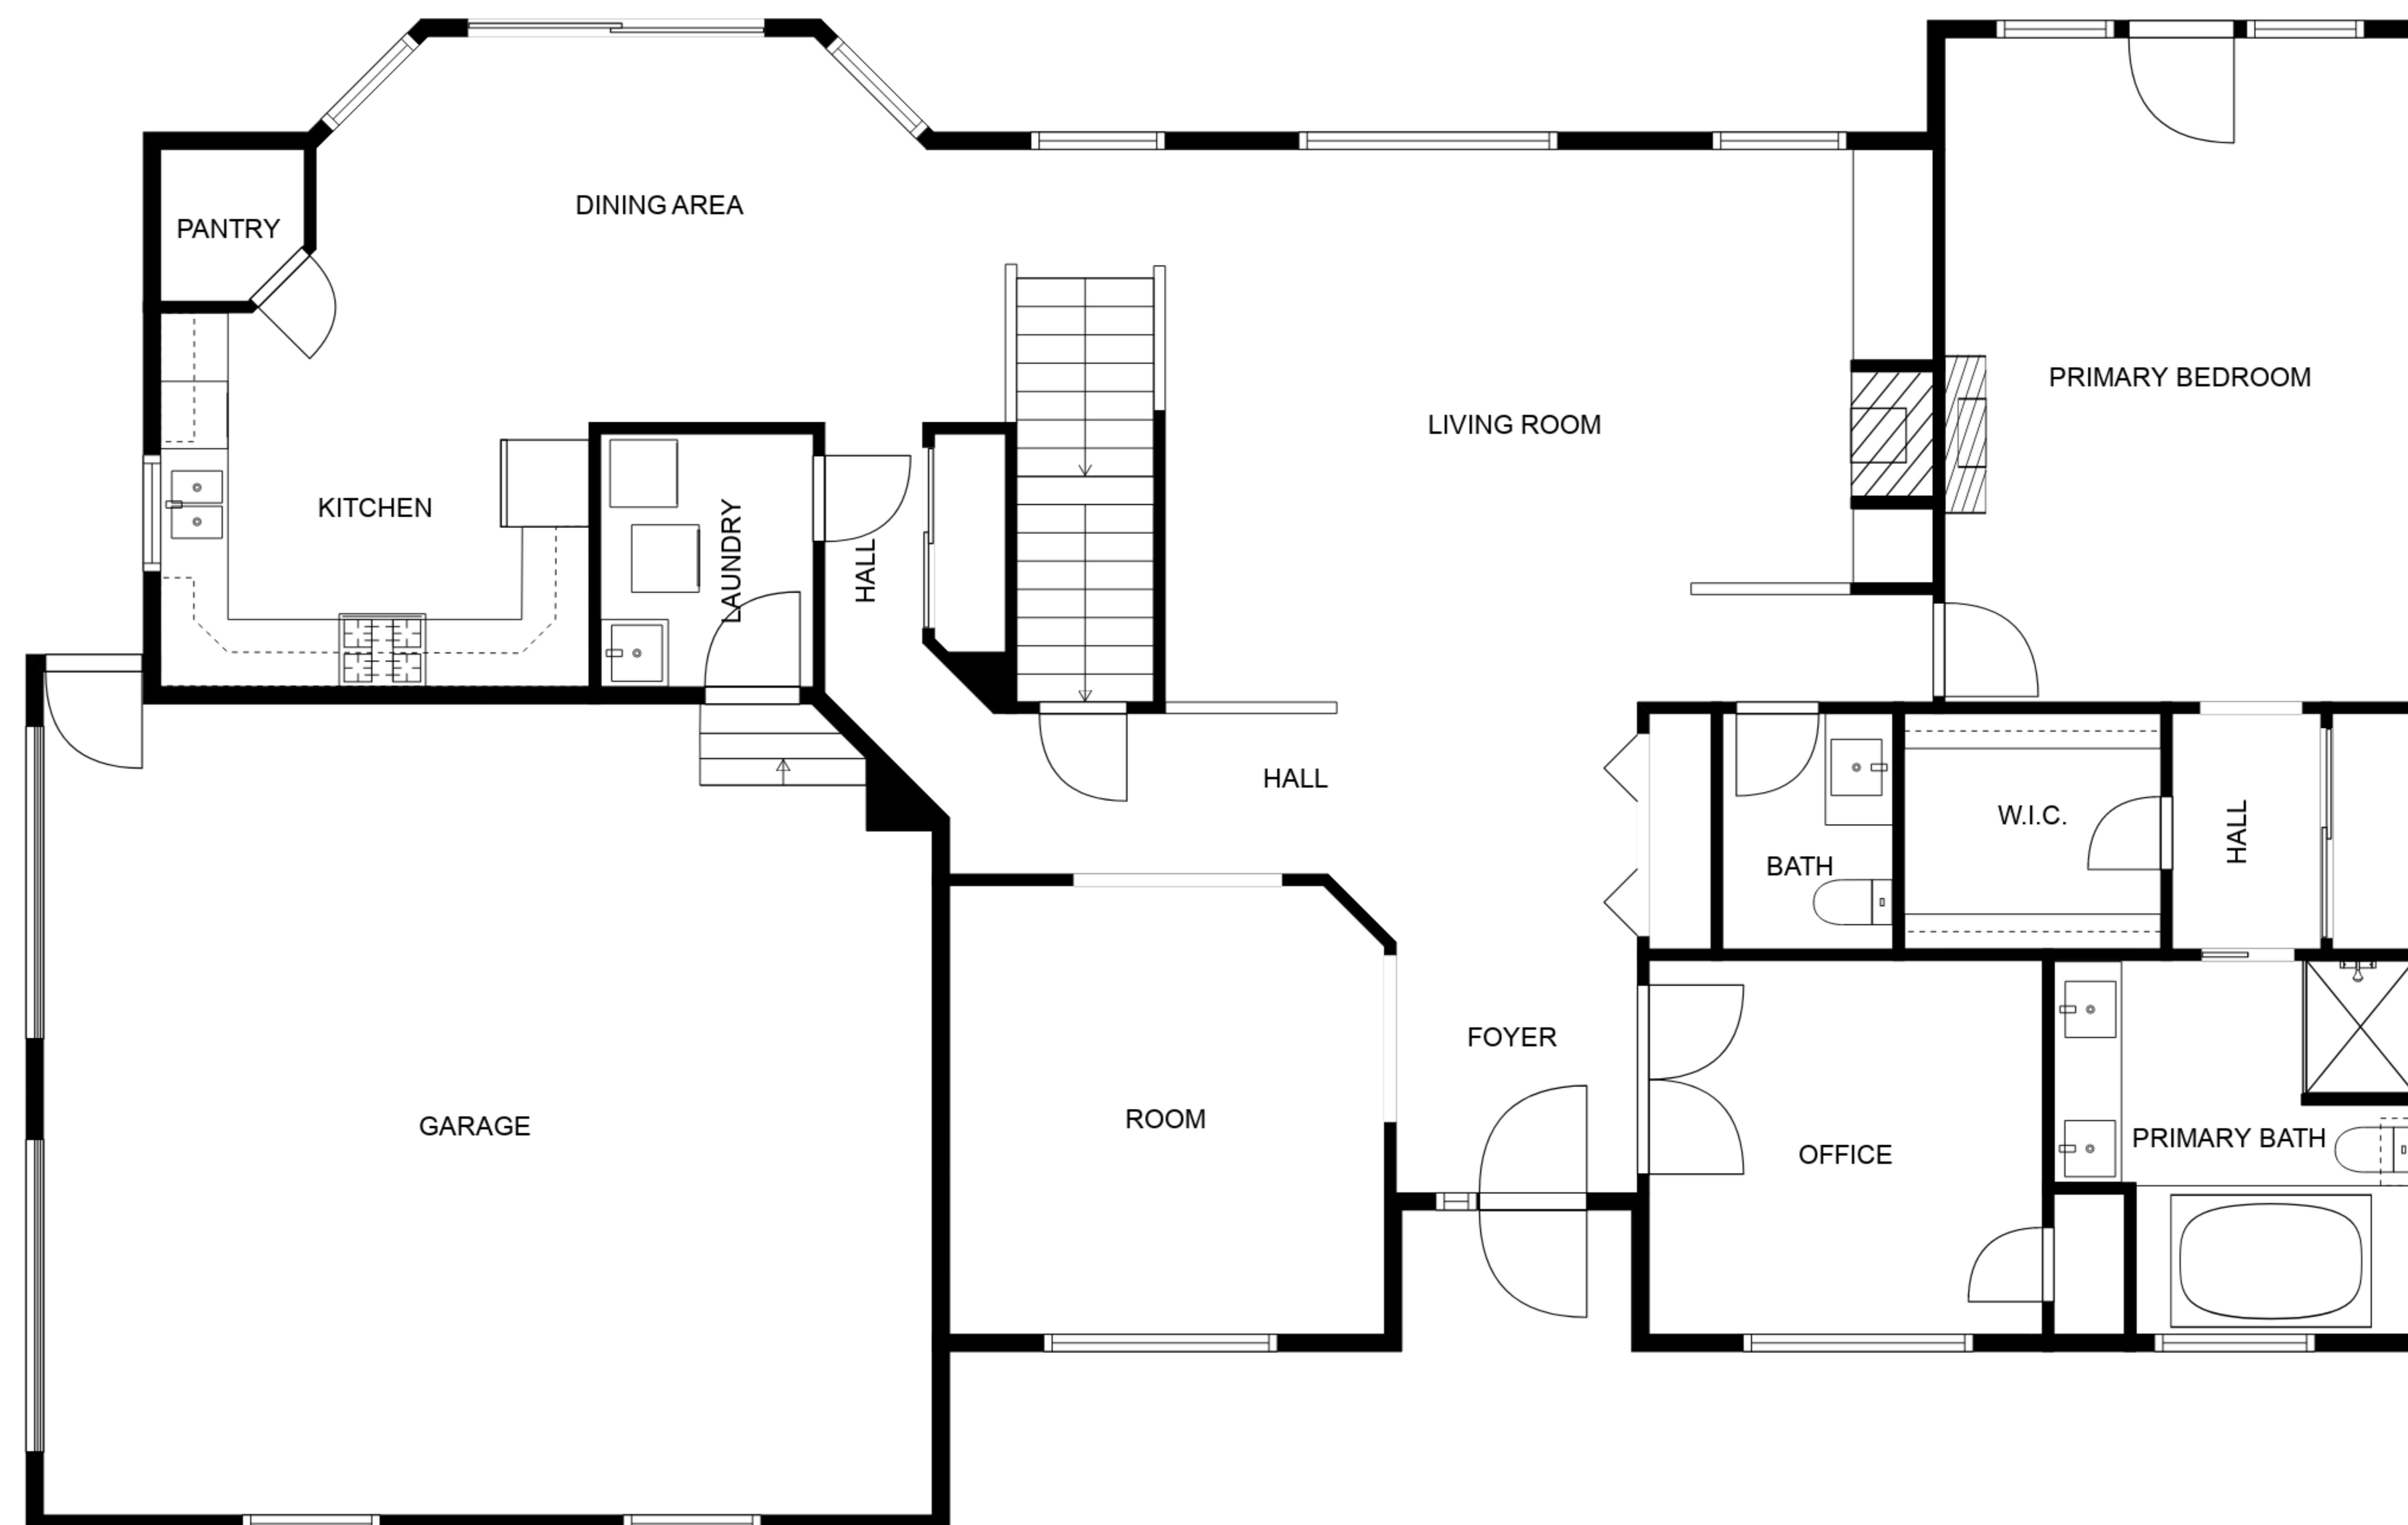 DINING AREA
PANTRY
PRIMARY BEDROOM
LIVING ROOM
KITCHEN
LAUNDRY
HALL
HALL
W.I.C.
HALL
BATH
FOYER
ROOM
GARAGE
PRIMARY BATH
OFFICE